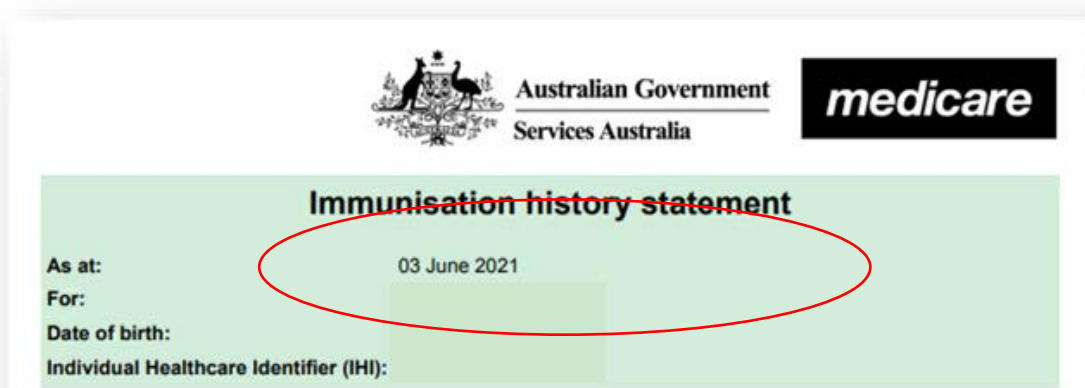 Australian Government
Services Australia
medicare
Immunisation history statement
As at: 03 June 2021
For:
Date of birth:
Individual Healthcare Identifier (IHI):